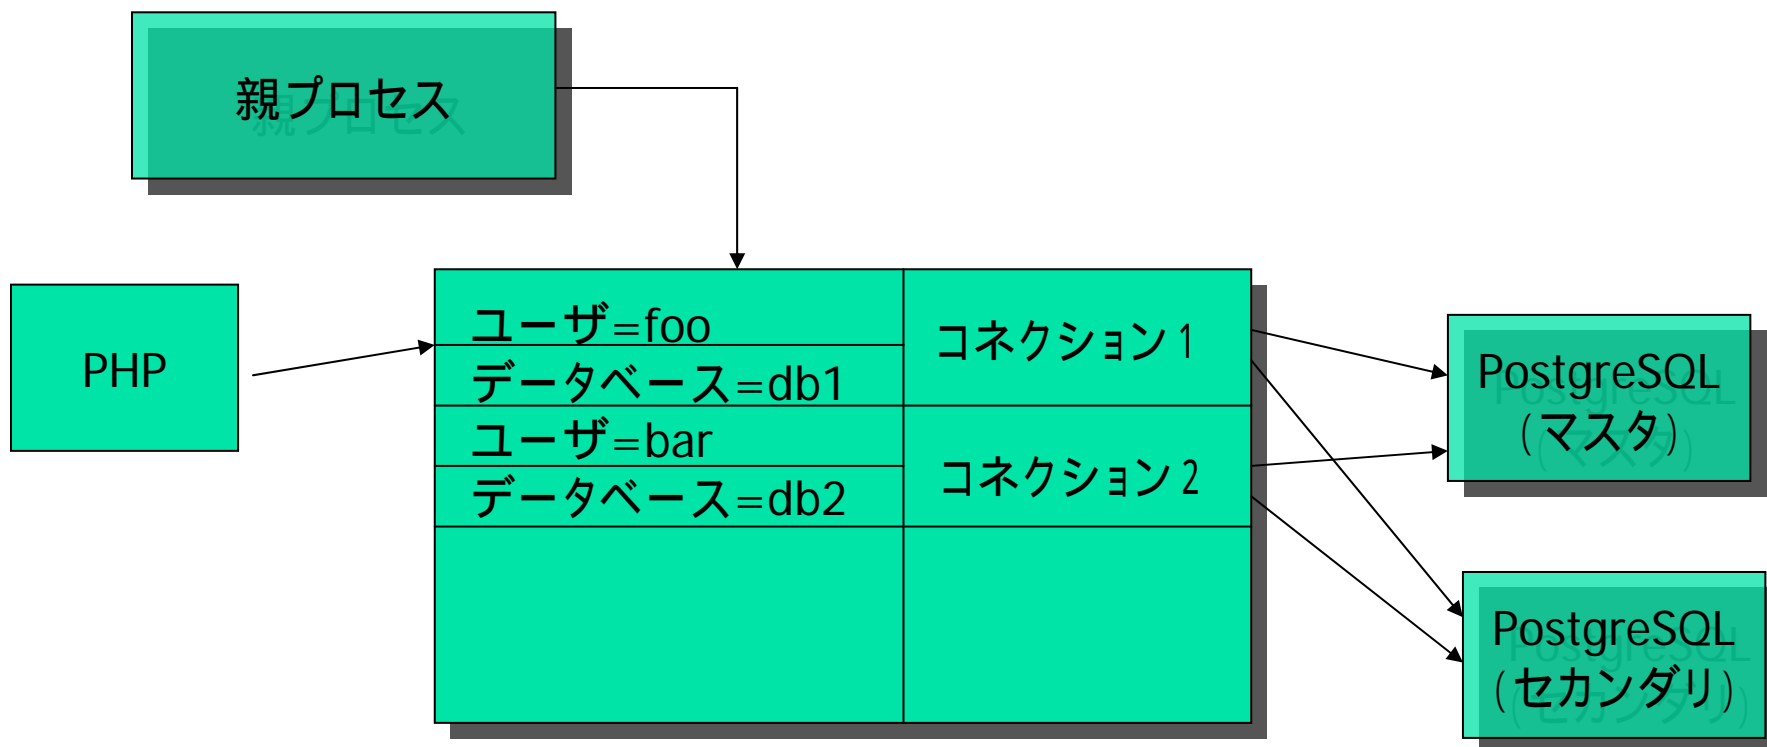 親プロセス
PHP
ユーザ=foo
データベース=db1
コネクション1
ユーザ=bar
データベース=db2
コネクション2
PostgreSQL
(マスタ)
PostgreSQL
(セカンダリ)